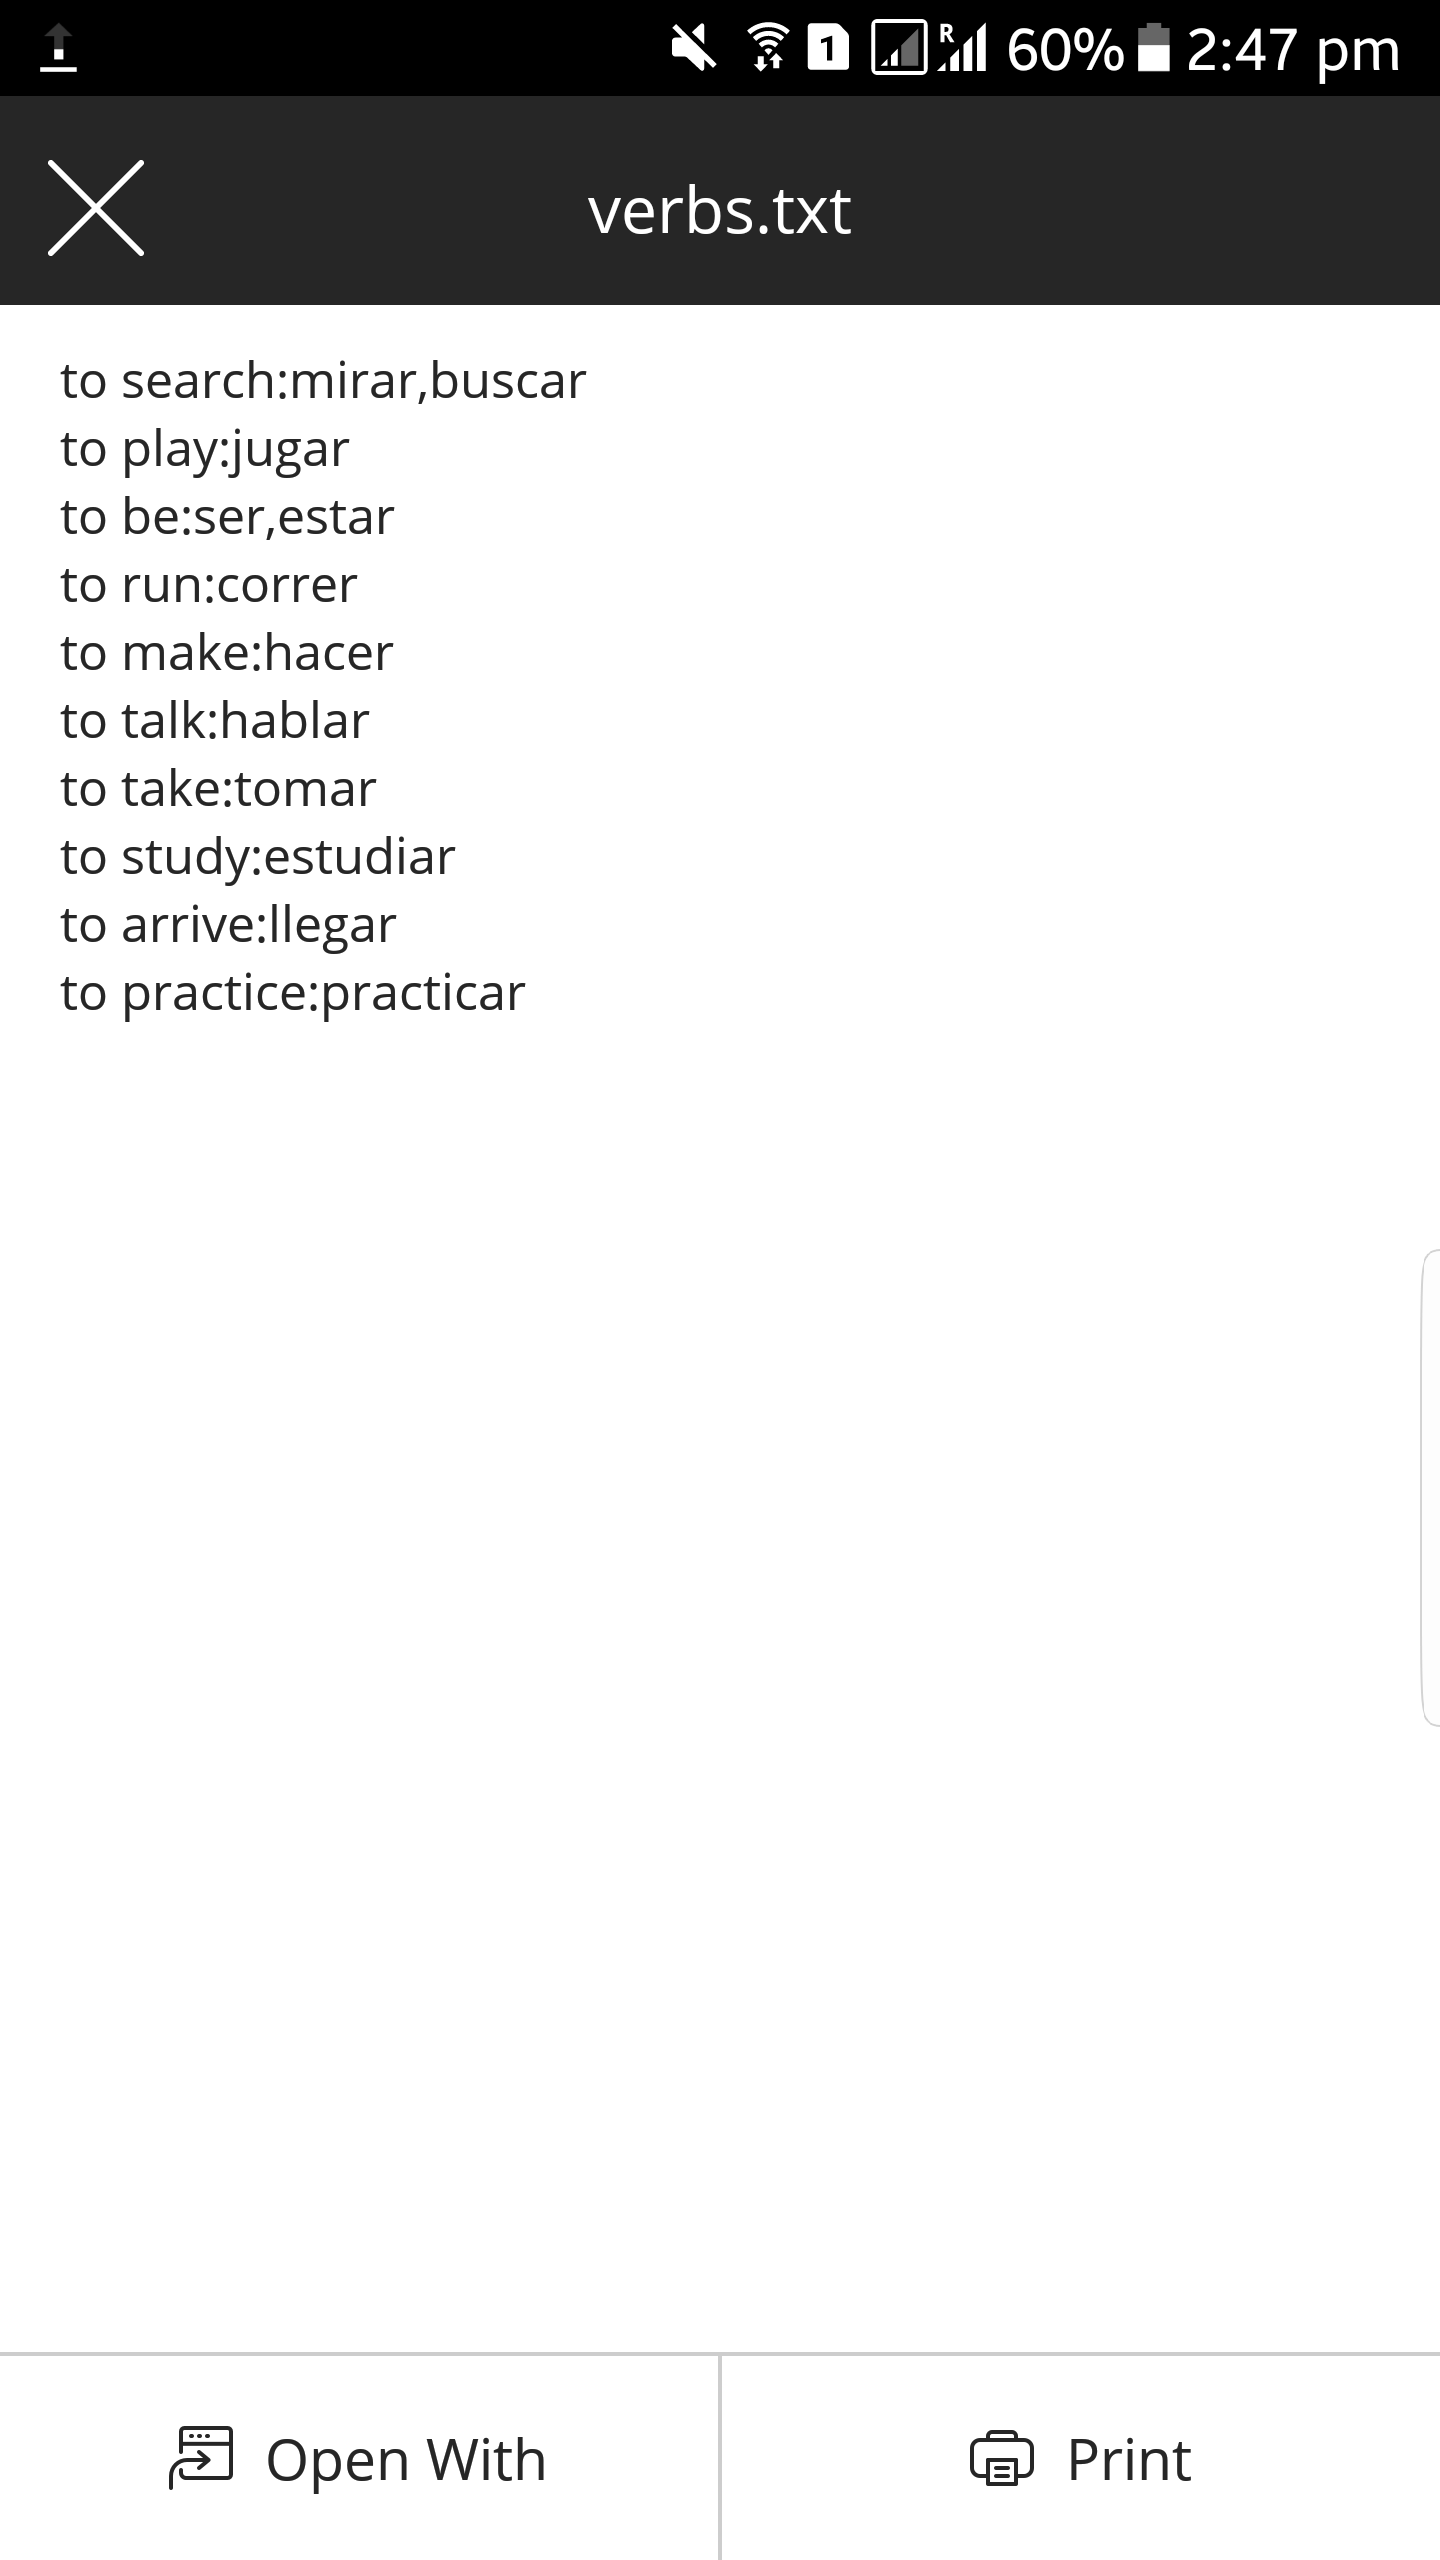 R 60% 2:47 pm
verbs.txt
to search:mirar,buscar
to play:jugar
to be:ser,estar
to run:correr
to make:hacer
to talk:hablar
to take:tomar
to study:estudiar
to arrive:llegar
to practice:practicar
Open With
Print